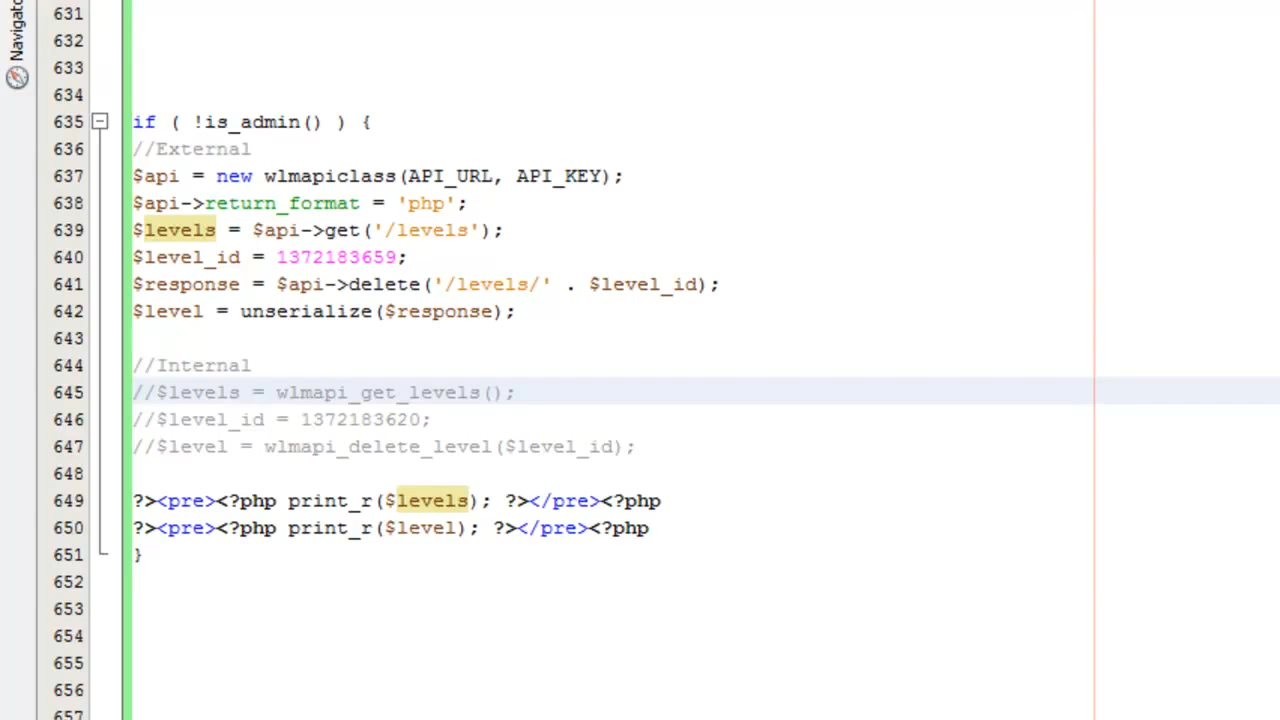 Navigato
631
632
633
634
635 if ( !is_admin() ) {
636 //External
637 $api = new wlmapiclass(API_URL, API_KEY);
638 $api->return_format = 'php';
639 $levels = $api->get('/levels');
640 $level_id = 1372183659;
641 $response = $api->delete('/levels/' . $level_id);
642 $level = unserialize($response);
643
644 //Internal
645 //$levels = wlmapi_get_levels();
646 //$level_id = 1372183620;
647 //$level = wlmapi_delete_level($level_id);
648
649 ?><pre><?php print_r($levels); ?></pre><?php
650 ?><pre><?php print_r($level); ?></pre><?php
651 }
652
653
654
655
656
657